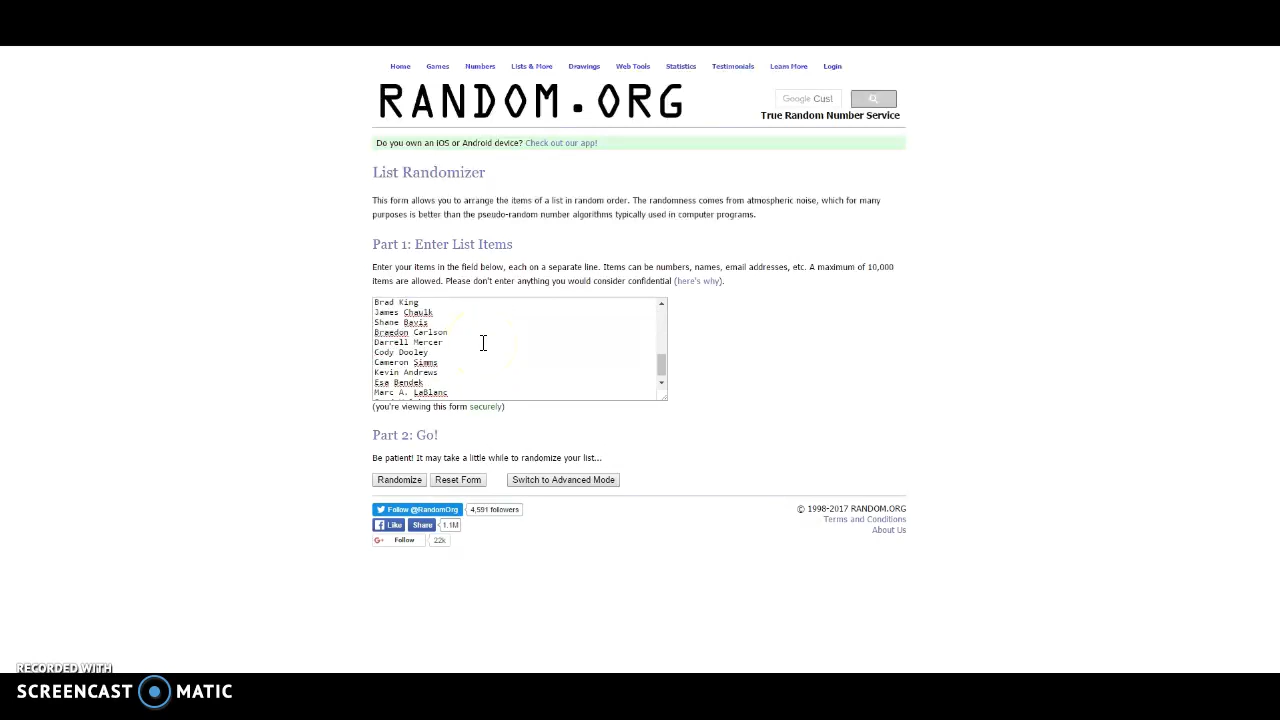 Home Games Numbers Lists & More Drawings Web Tools Statistics Testimonials Learn More Login
RANDOM.ORG
Google Cust
True Random Number Service
Do you own an iOS or Android device? Check out our app!
List Randomizer
This form allows you to arrange the items of a list in random order. The randomness comes from atmospheric noise, which for many
purposes is better than the pseudo-random number algorithms typically used in computer programs.
Part 1: Enter List Items
Enter your items in the field below, each on a separate line. Items can be numbers, names, email addresses, etc. A maximum of 10,000
items are allowed. Please don't enter anything you would consider confidential (here's why).
Brad King
James Chaulk
Shane Bavis
Braedon Carlson
Darrell Mercer
Cody Dooley
Cameron Simms
Kevin Andrews
Esa Bendek
Marc A. LaBlanc
(you're viewing this form securely)
Part 2: Go!
Be patient! It may take a little while to randomize your list...
Randomize Reset Form Switch to Advanced Mode
Follow @RandomOrg 4,591 followers
Like Share 1.1M
G+ Follow 22k
© 1998-2017 RANDOM.ORG
Terms and Conditions
About Us
RECORDED WITH
SCREENCAST MATIC